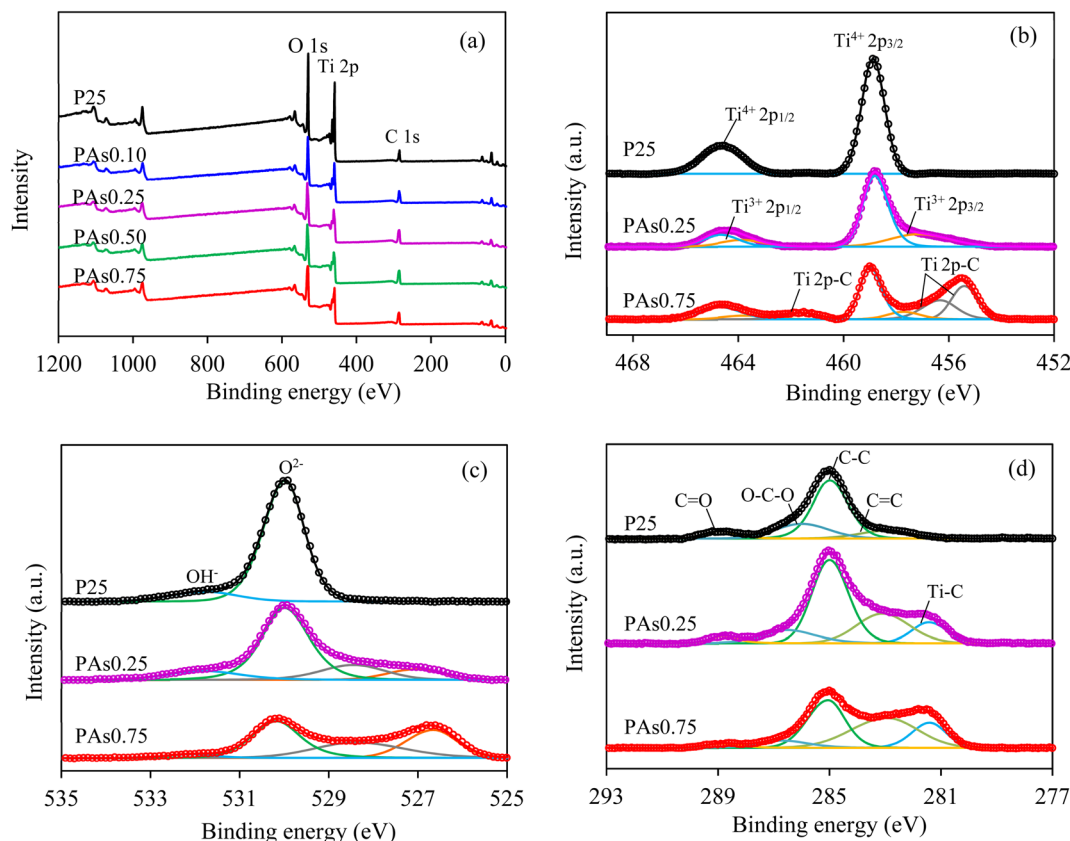 (a)
O 1s
Ti 2p
P25
C 1s
PAs0.10
PAs0.25
PAs0.50
PAs0.75
Intensity
1200 1000 800 600 400 200 0
Binding energy (eV)
(b)
Ti⁴⁺ 2p₃/₂
Ti⁴⁺ 2p₁/₂
P25
Ti³⁺ 2p₁/₂
Ti³⁺ 2p₃/₂
PAs0.25
Ti 2p-C
Ti 2p-C
PAs0.75
Intensity (a.u.)
468 464 460 456 452
Binding energy (eV)
(c)
O²⁻
P25
OH⁻
PAs0.25
PAs0.75
Intensity (a.u.)
535 533 531 529 527 525
Binding energy (eV)
(d)
C-C
C=O
O-C-O
C=C
P25
Ti-C
PAs0.25
PAs0.75
Intensity (a.u.)
293 289 285 281 277
Binding energy (eV)